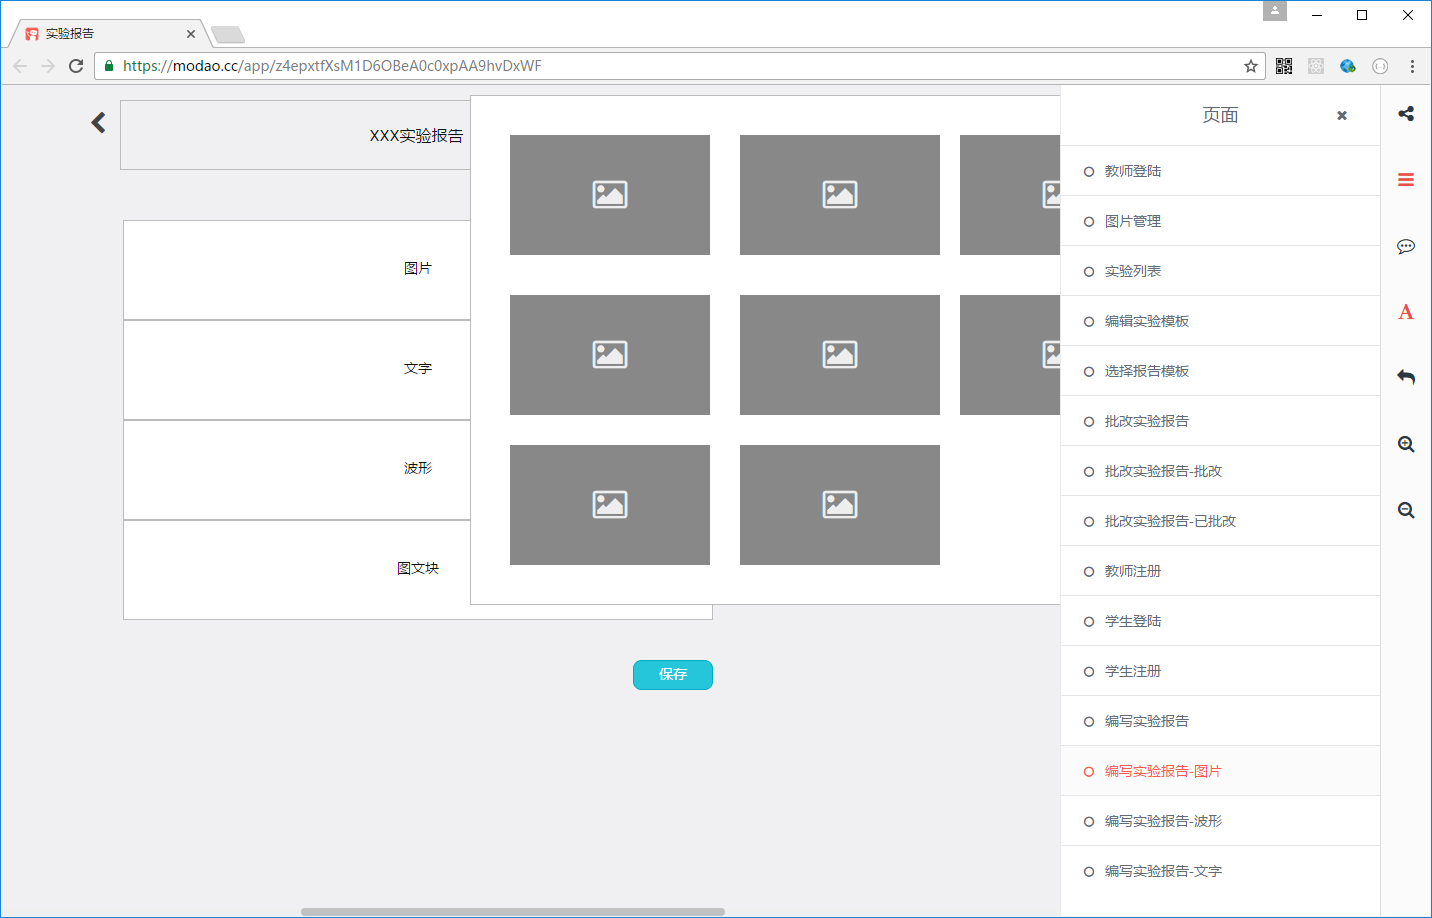 实验报告
https://modao.cc/app/z4epxtfXsM1D6OBeA0c0xpAA9hvDxWF
XXX实验报告
图片
文字
波形
图文块
保存
页面
教师登陆
图片管理
实验列表
编辑实验模板
选择报告模板
批改实验报告
批改实验报告-批改
批改实验报告-已批改
教师注册
学生登陆
学生注册
编写实验报告
编写实验报告-图片
编写实验报告-波形
编写实验报告-文字
A